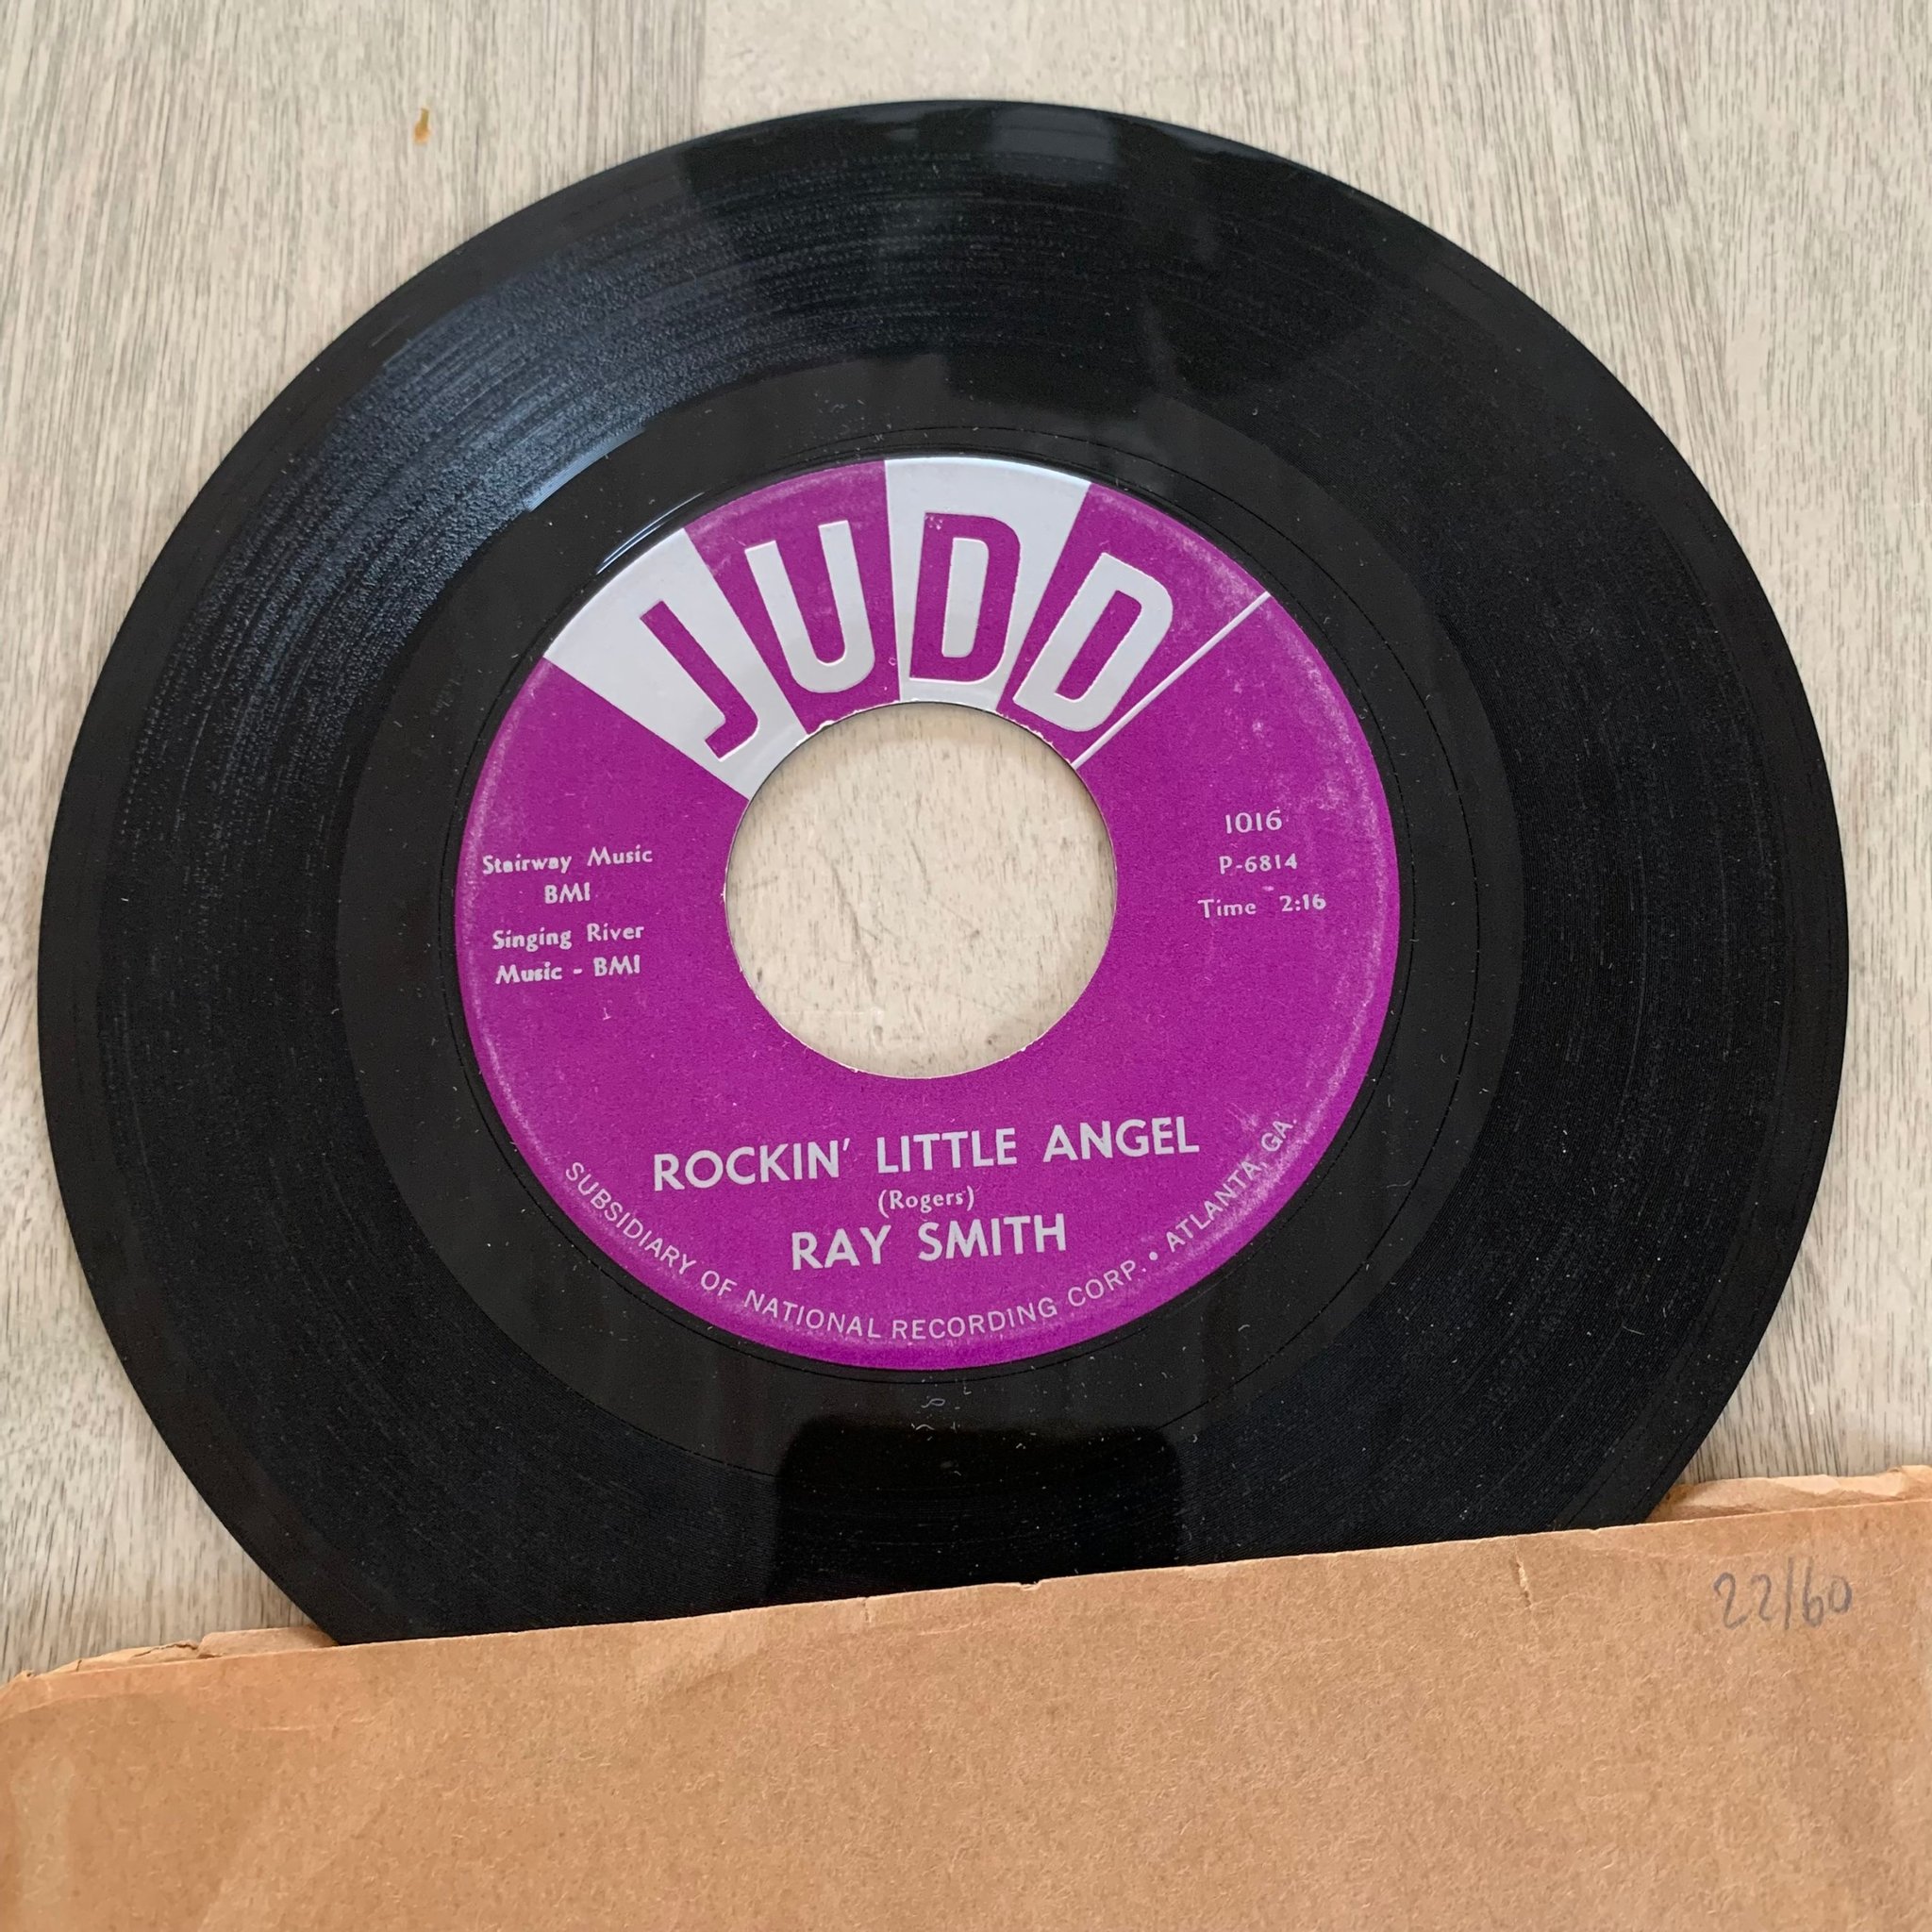 JUDD
Stairway Music
BMI
Singing River
Music - BMI
1016
P-6814
Time 2:16
ROCKIN' LITTLE ANGEL
(Rogers)
RAY SMITH
SUBSIDIARY OF NATIONAL RECORDING CORP. • ATLANTA, GA.
22/60